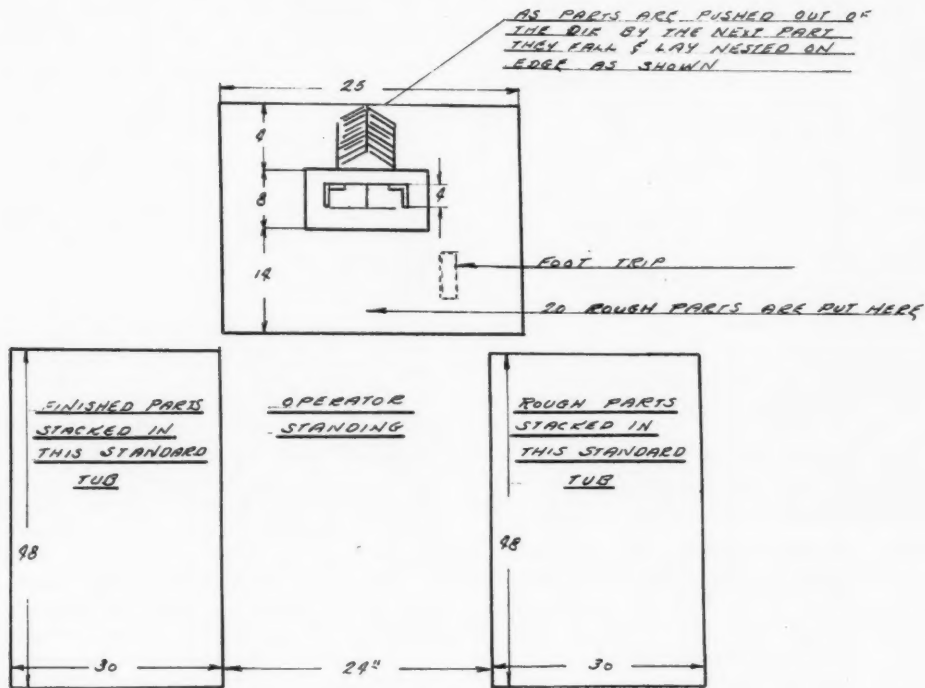 AS PARTS ARE PUSHED OUT OF
THE DIE BY THE NEXT PART
THEY FALL & LAY NESTED ON
EDGE AS SHOWN
25
4
8
4
14
FOOT TRIP
20 ROUGH PARTS ARE PUT HERE
FINISHED PARTS
STACKED IN
THIS STANDARD
TUB
OPERATOR
STANDING
ROUGH PARTS
STACKED IN
THIS STANDARD
TUB
48
48
30
24"
30